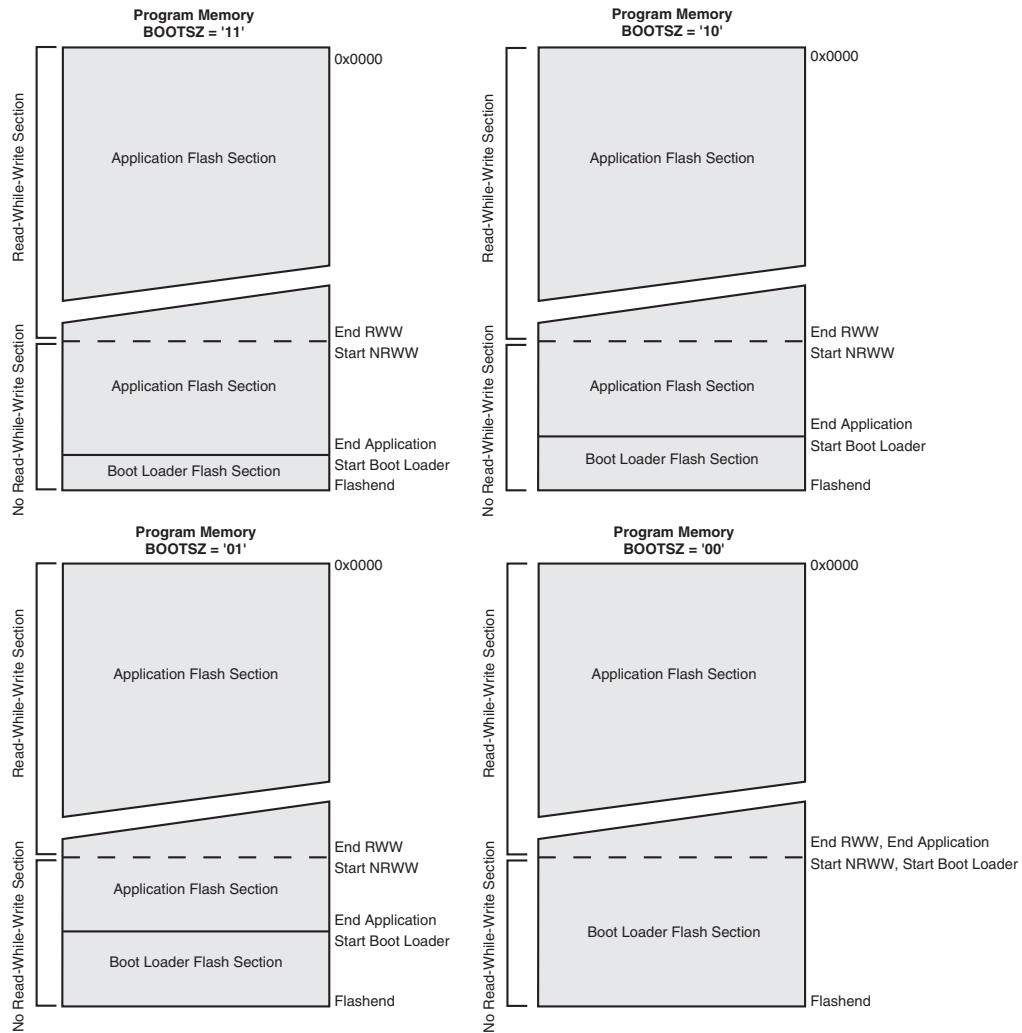 Program Memory
BOOTSZ = '11'
0x0000
Read-While-Write Section
Application Flash Section
End RWW
Start NRWW
No Read-While-Write Section
Application Flash Section
End Application
Start Boot Loader
Boot Loader Flash Section
Flashend
Program Memory
BOOTSZ = '10'
0x0000
Read-While-Write Section
Application Flash Section
End RWW
Start NRWW
No Read-While-Write Section
Application Flash Section
End Application
Start Boot Loader
Boot Loader Flash Section
Flashend
Program Memory
BOOTSZ = '01'
0x0000
Read-While-Write Section
Application Flash Section
End RWW
Start NRWW
No Read-While-Write Section
Application Flash Section
End Application
Start Boot Loader
Boot Loader Flash Section
Flashend
Program Memory
BOOTSZ = '00'
0x0000
Read-While-Write Section
Application Flash Section
End RWW, End Application
Start NRWW, Start Boot Loader
No Read-While-Write Section
Boot Loader Flash Section
Flashend